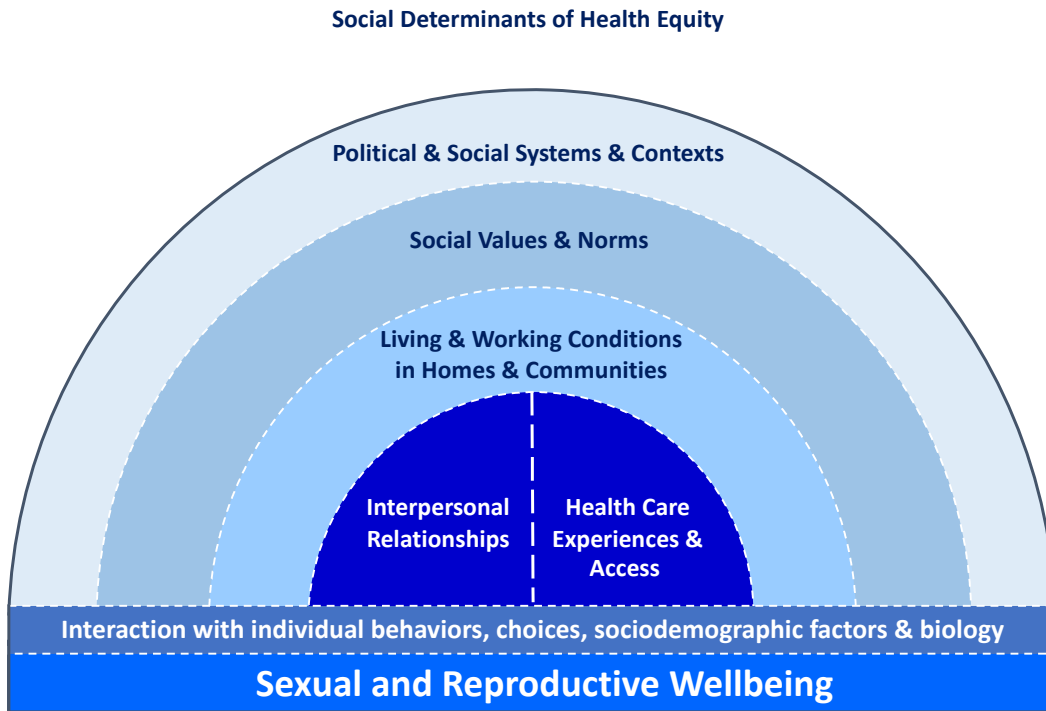 Social Determinants of Health Equity
Political & Social Systems & Contexts
Social Values & Norms
Living & Working Conditions
in Homes & Communities
Interpersonal
Relationships
Health Care
Experiences &
Access
Interaction with individual behaviors, choices, sociodemographic factors & biology
Sexual and Reproductive Wellbeing